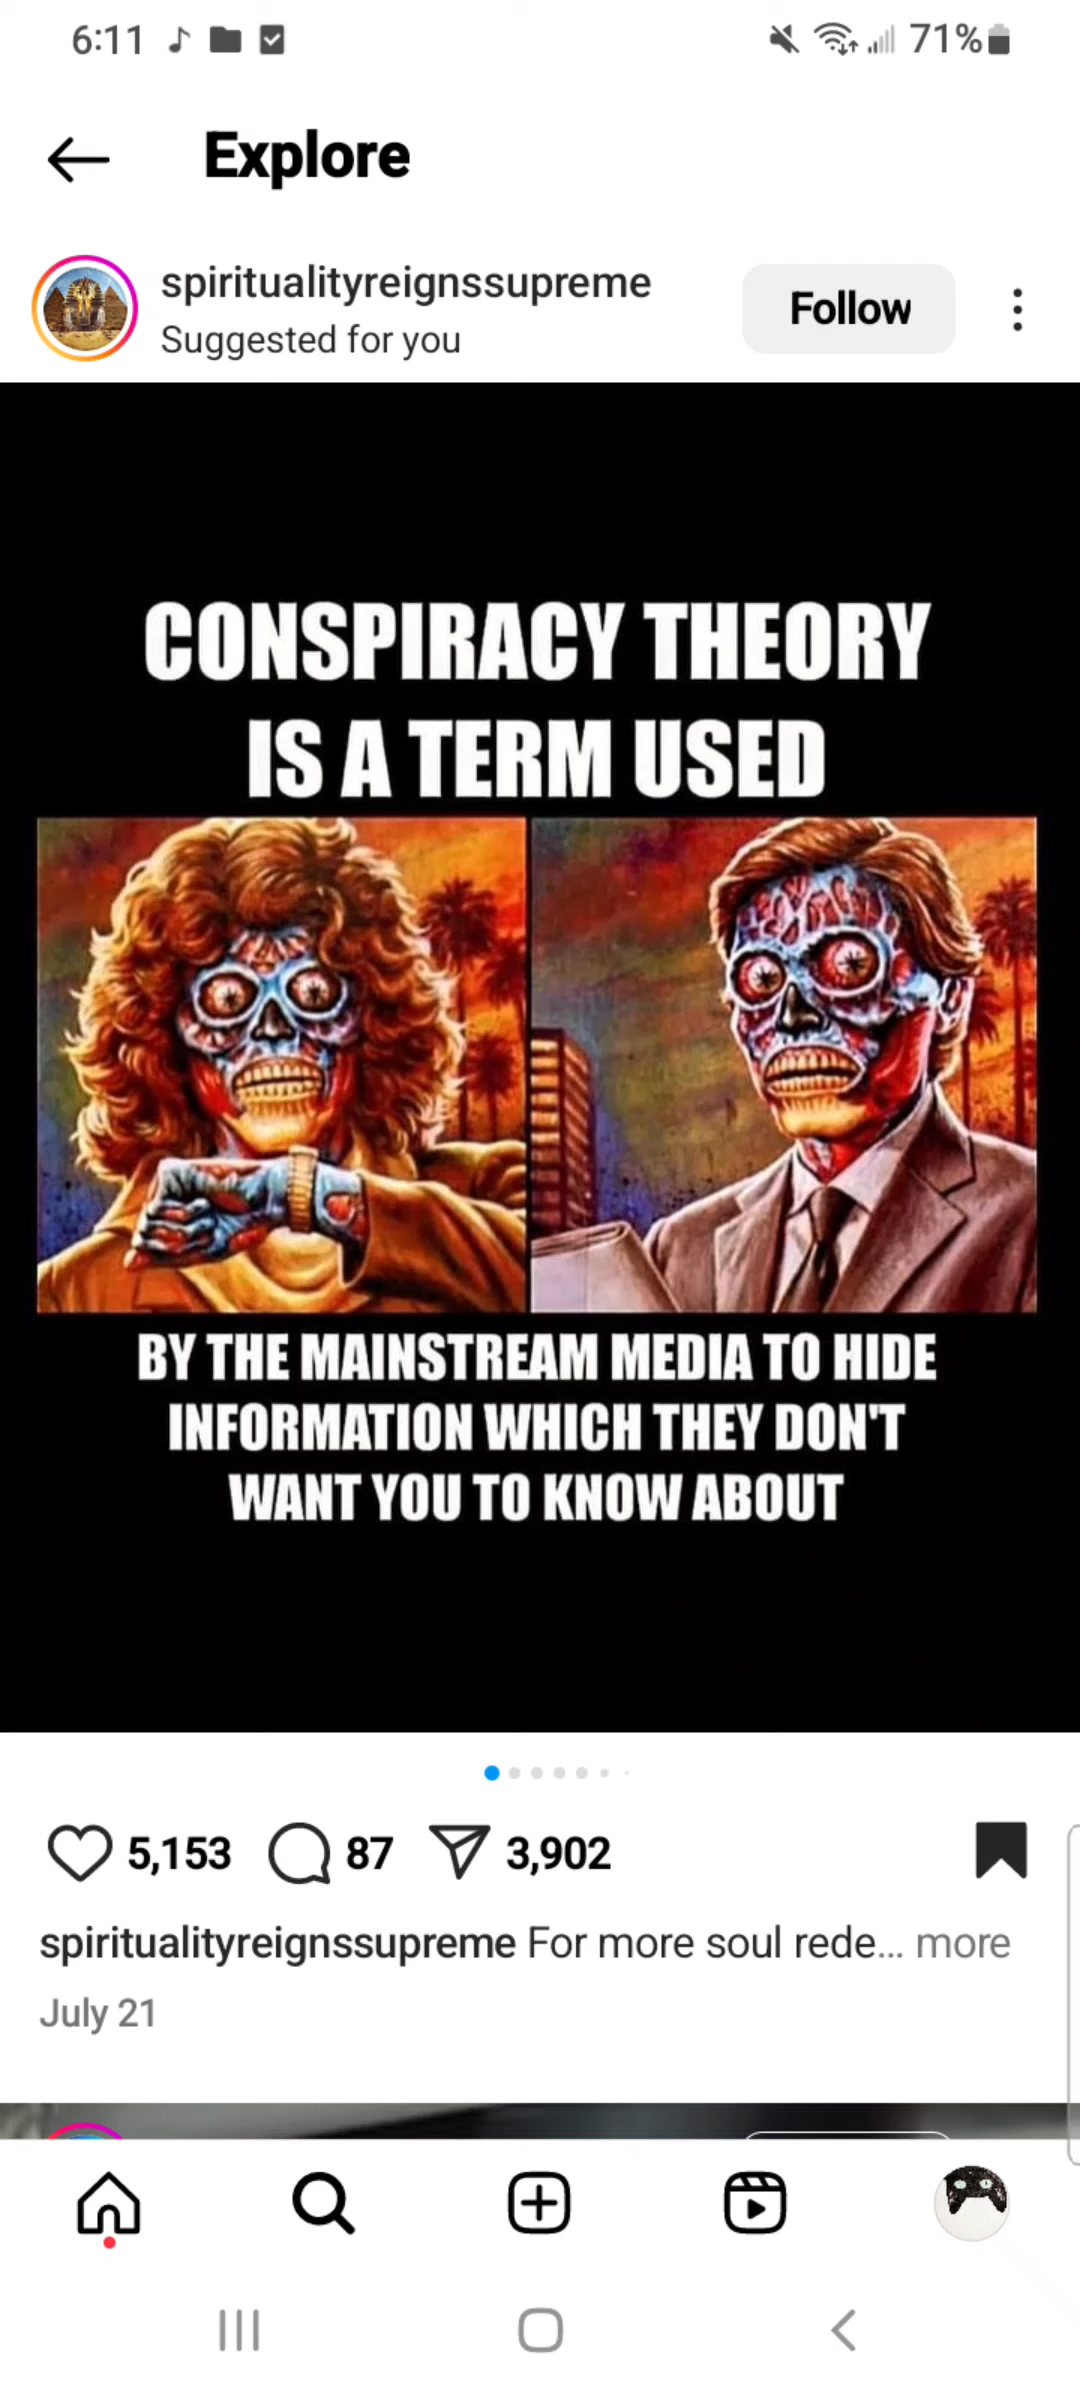 6:11
71%
Explore
spiritualityreignssupreme
Suggested for you
Follow
CONSPIRACY THEORY
IS A TERM USED
BY THE MAINSTREAM MEDIA TO HIDE
INFORMATION WHICH THEY DON'T
WANT YOU TO KNOW ABOUT
5,153
87
3,902
spiritualityreignssupreme For more soul rede... more
July 21